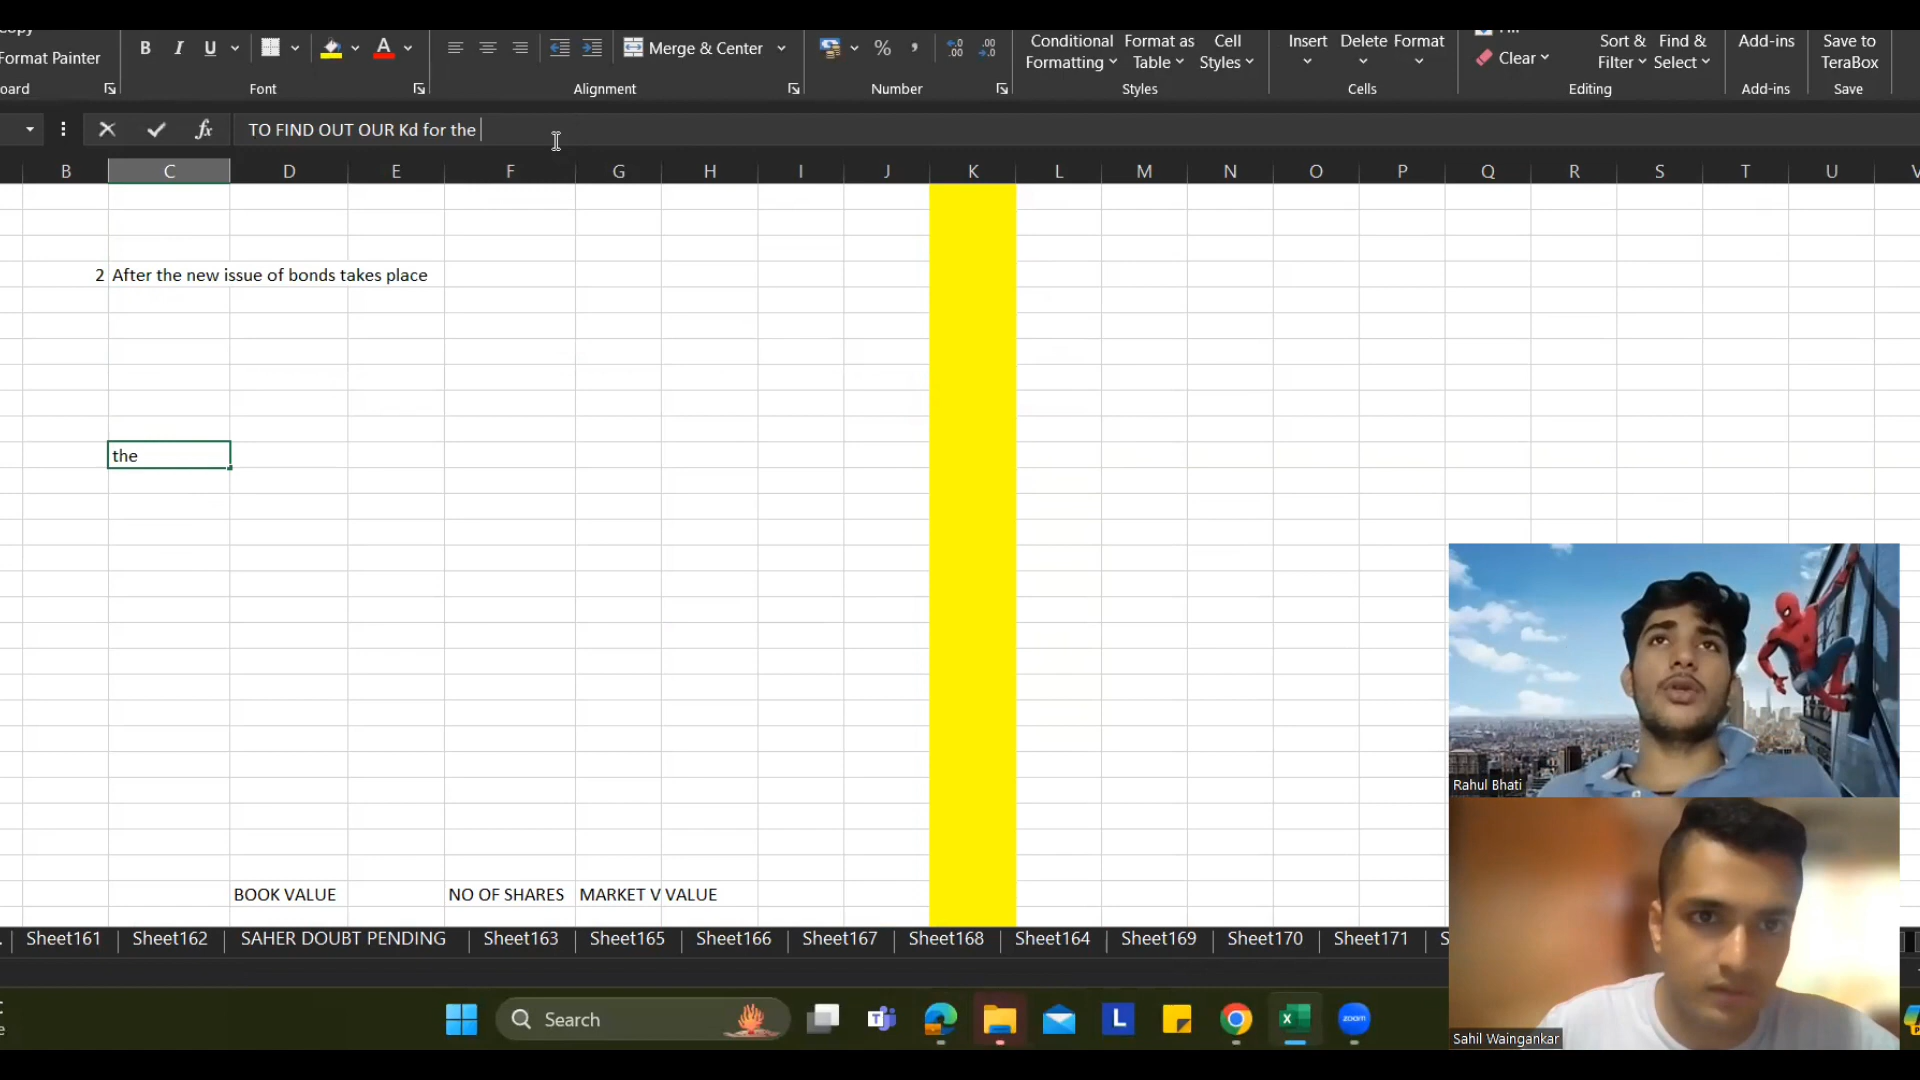 Format Painter
B I U A
Merge & Center
%
Conditional Formatting
Format as Table
Cell Styles
Insert
Delete
Format
Clear
Sort & Filter
Find & Select
Add-ins
Save to TeraBox
oard
Font
Alignment
Number
Styles
Cells
Editing
Add-ins
Save
fx TO FIND OUT OUR Kd for the
B C D E F G H I J K L M N O P Q R S T U V
2 After the new issue of bonds takes place
the
BOOK VALUE NO OF SHARES MARKET V VALUE
Rahul Bhati
Sheet161 Sheet162 SAHER DOUBT PENDING Sheet163 Sheet165 Sheet166 Sheet167 Sheet168 Sheet164 Sheet169 Sheet170 Sheet171 S
Search
L
zoom
Sahil Waingankar